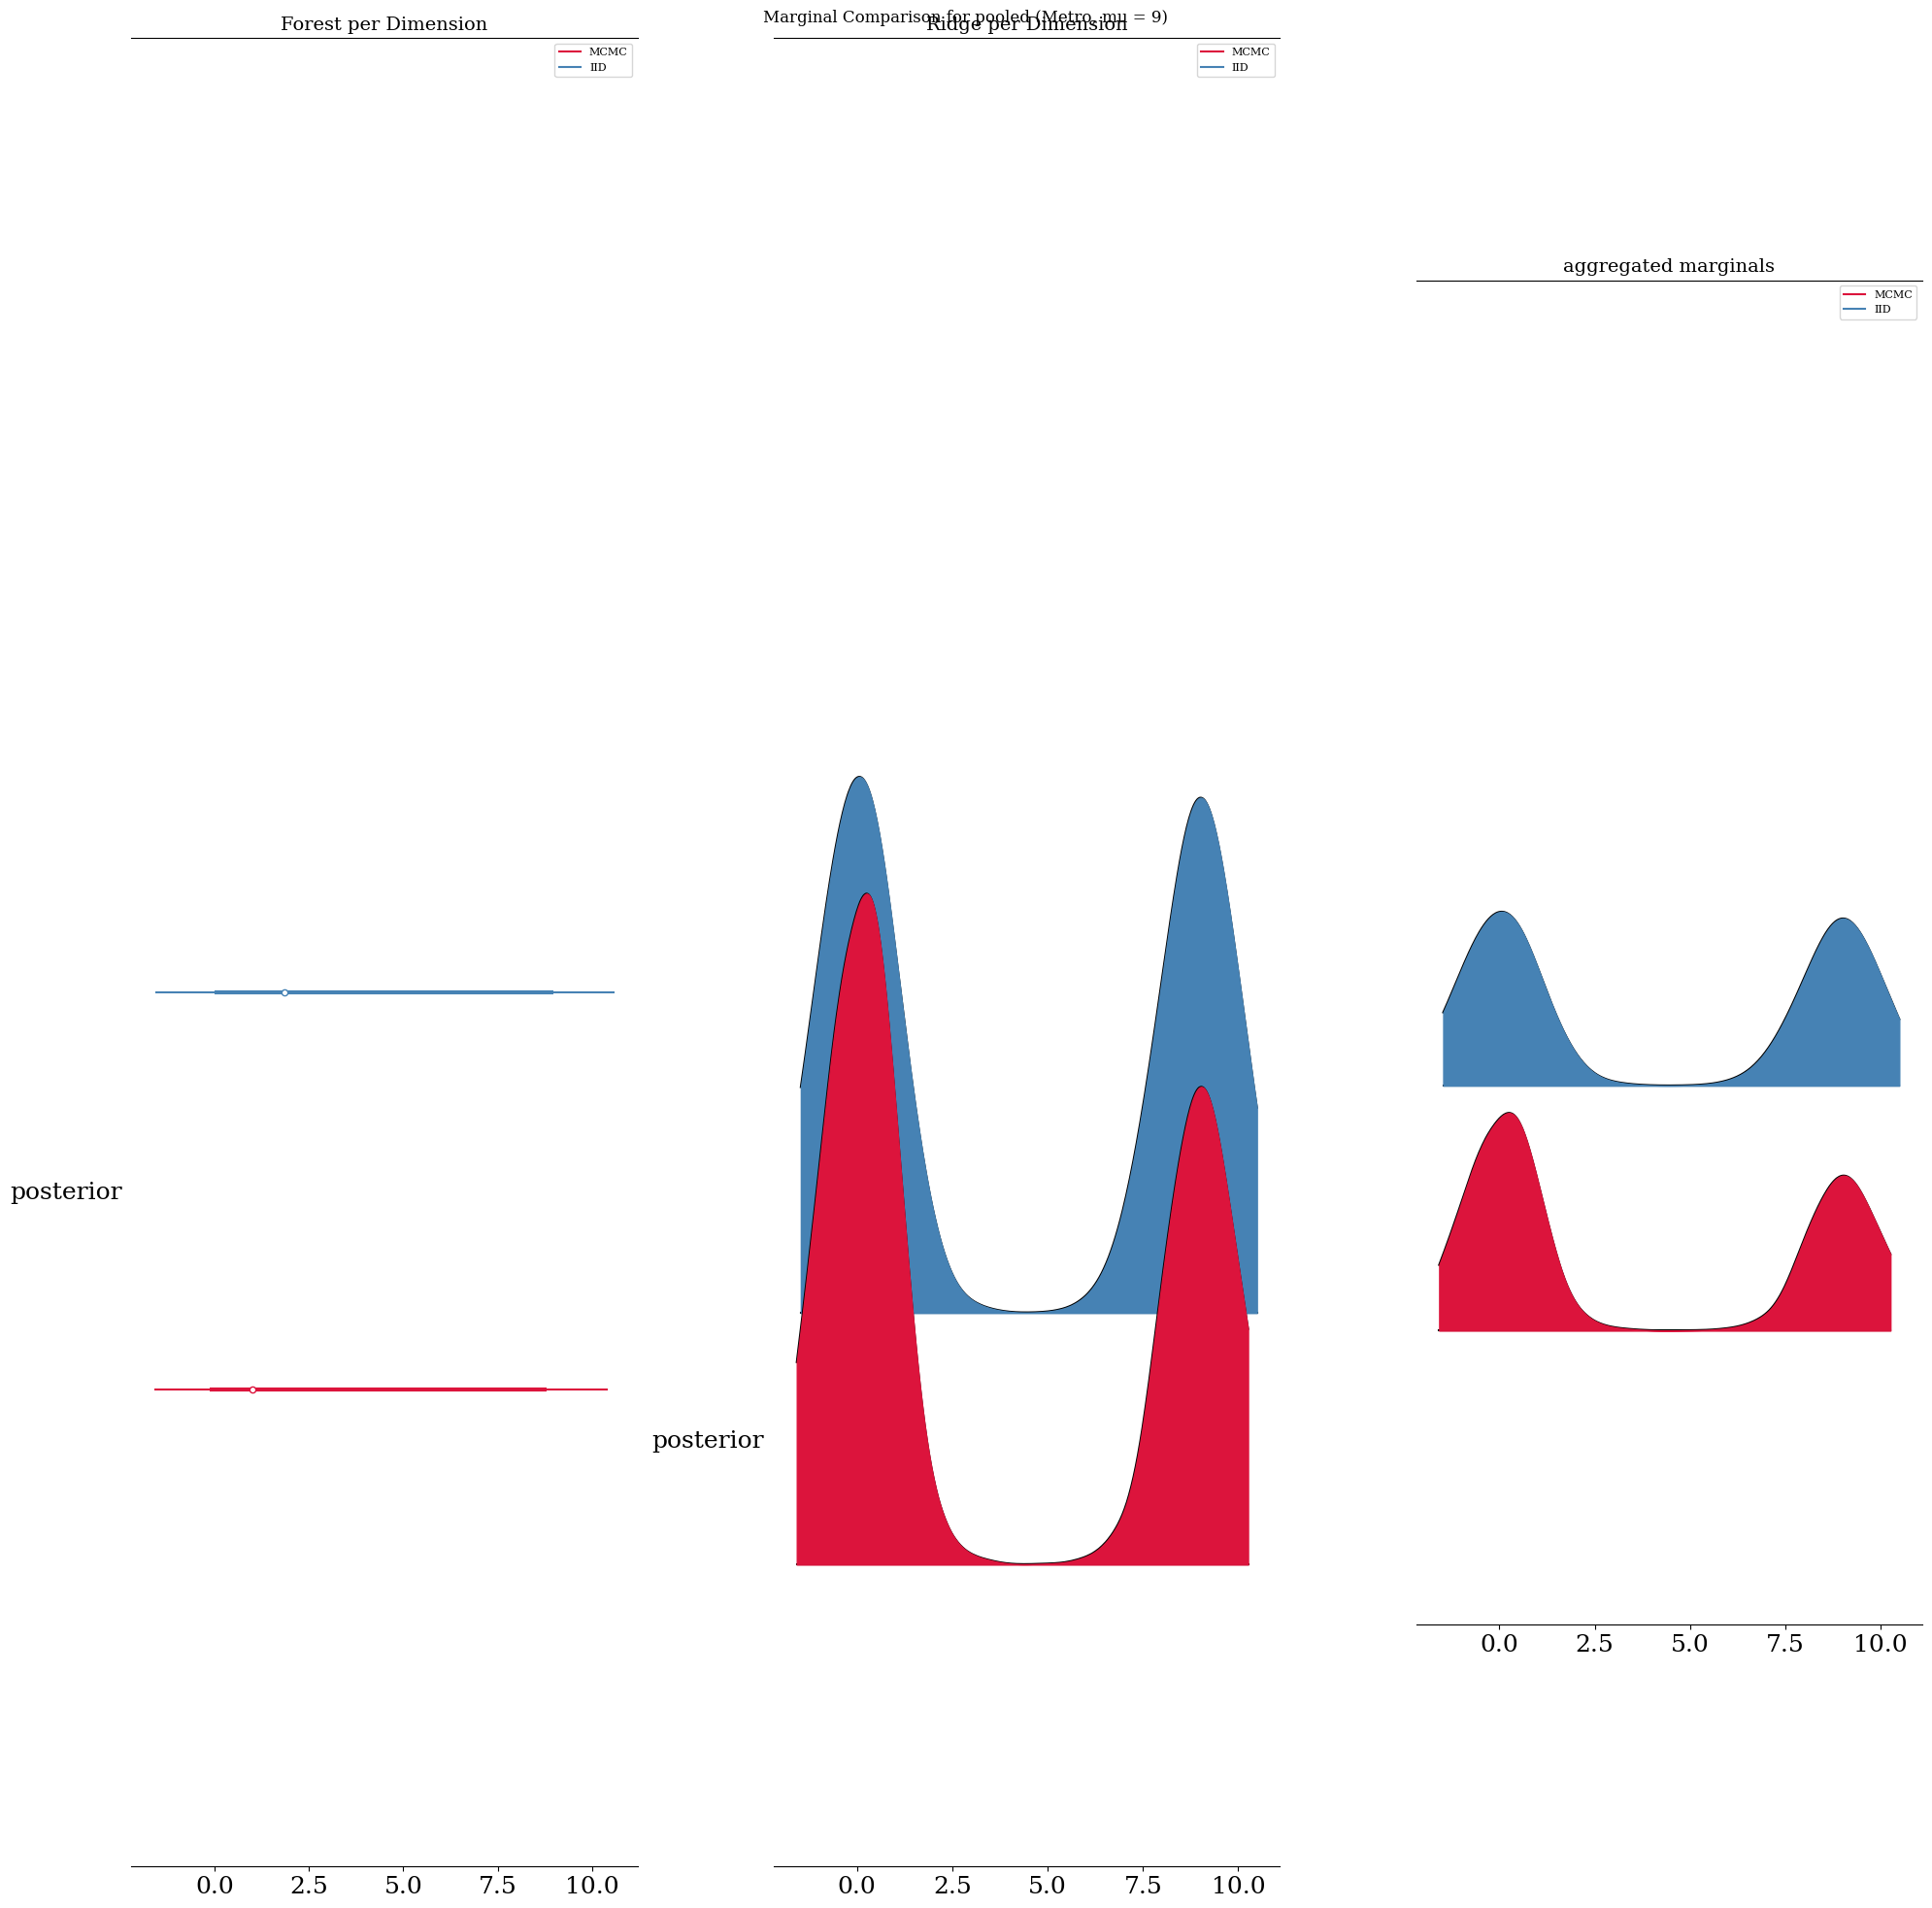 Marginal Comparison for pooled (Metro, mu = 9)
Forest per Dimension
MCMC
IID
posterior
0.0 2.5 5.0 7.5 10.0
Ridge per Dimension
MCMC
IID
posterior
0.0 2.5 5.0 7.5 10.0
aggregated marginals
MCMC
IID
0.0 2.5 5.0 7.5 10.0